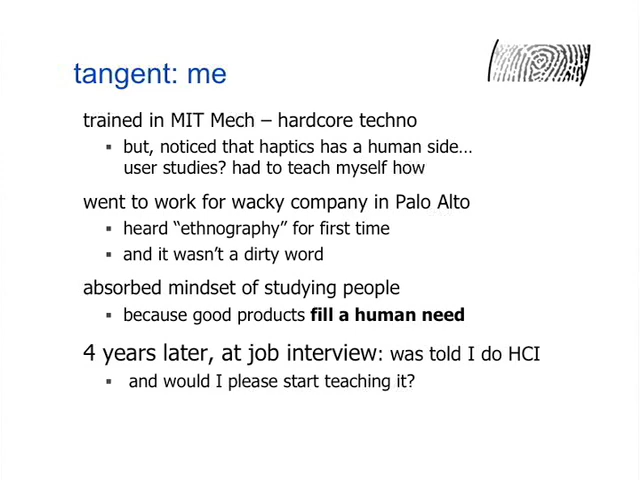 tangent: me
trained in MIT Mech – hardcore techno
▪ but, noticed that haptics has a human side…
user studies? had to teach myself how
went to work for wacky company in Palo Alto
▪ heard “ethnography” for first time
▪ and it wasn’t a dirty word
absorbed mindset of studying people
▪ because good products fill a human need
4 years later, at job interview: was told I do HCI
▪ and would I please start teaching it?